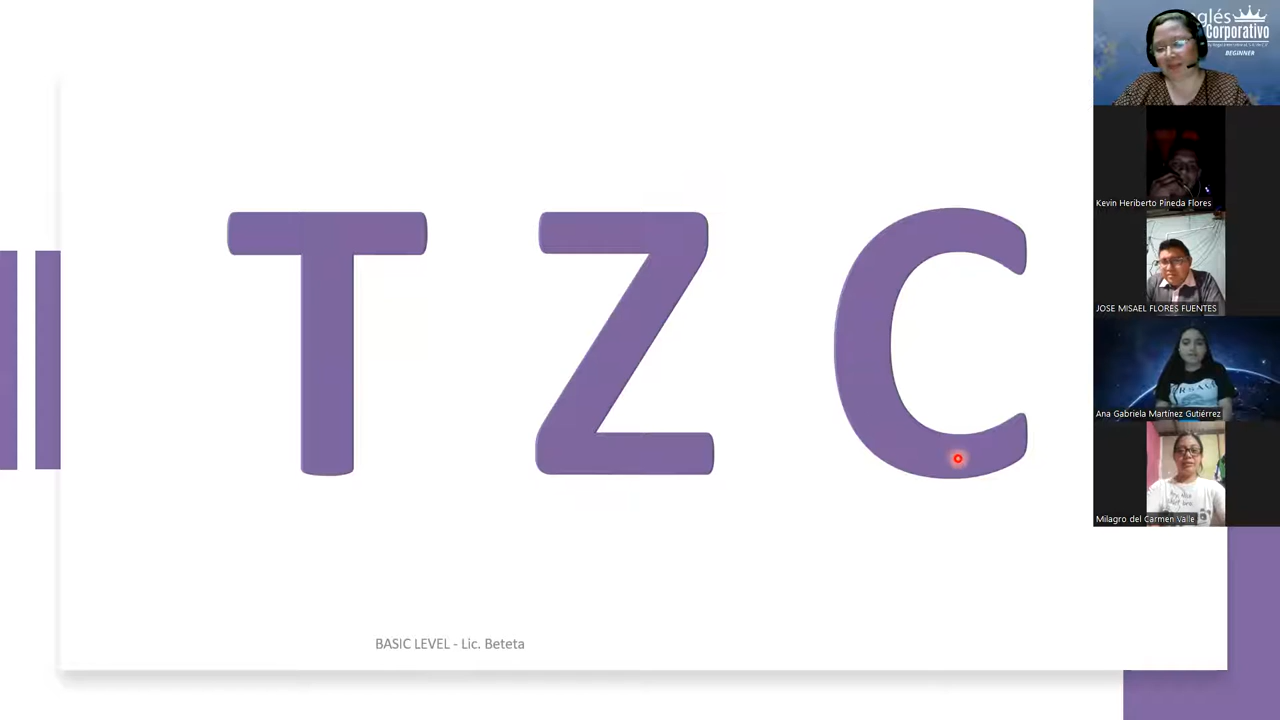 T Z C
BASIC LEVEL - Lic. Beteta
nglés
Corporativo
BEGINNER
Kevin Heriberto Pineda Flores
JOSE MISAEL FLORES FUENTES
Ana Gabriela Martínez Gutiérrez
Milagro del Carmen Valle